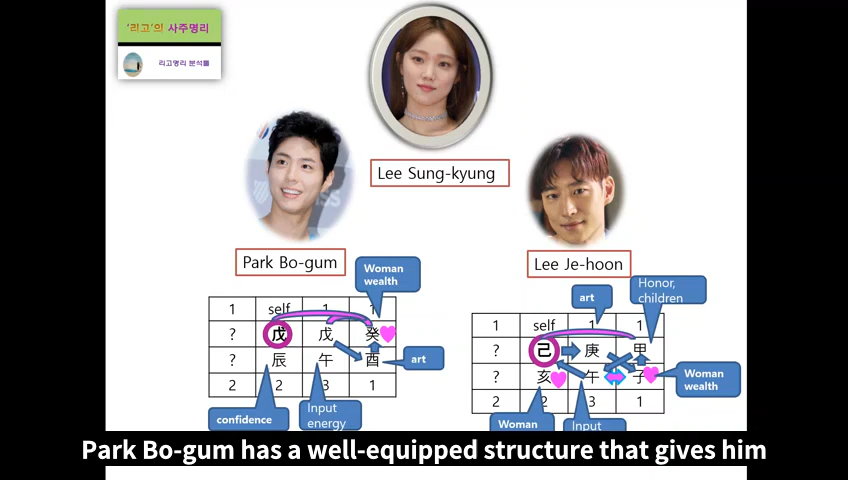 '리고'의 사주명리
리고명리 분석틀
Lee Sung-kyung
Park Bo-gum
Lee Je-hoon
Woman
wealth
1 self 1 1
? 戊 戊 癸
? 辰 午 酉
2 2 3 1
art
confidence
Input
energy
art
Honor,
children
1 self 1 1
? 己 庚 甲
? 亥 午 子
2 2 3 1
Woman
wealth
Woman
Input
Park Bo-gum has a well-equipped structure that gives him